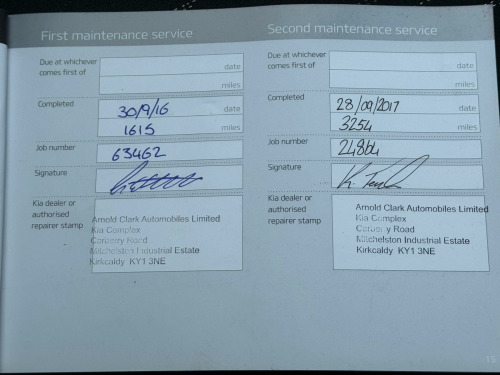 First maintenance service
Due at whichever comes first of
date
miles
Completed
30/9/16 date
1615 miles
Job number
63462
Signature
Kia dealer or authorised repairer stamp
Arnold Clark Automobiles Limited
Kia Complex
Carberry Road
Mitchelston Industrial Estate
Kirkcaldy KY1 3NE
Second maintenance service
Due at whichever comes first of
date
miles
Completed
28/09/2017 date
3254 miles
Job number
Signature
Kia dealer or authorised repairer stamp
Arnold Clark Automobiles Limited
Kia Complex
Carberry Road
Mitchelston Industrial Estate
Kirkcaldy KY1 3NE
15